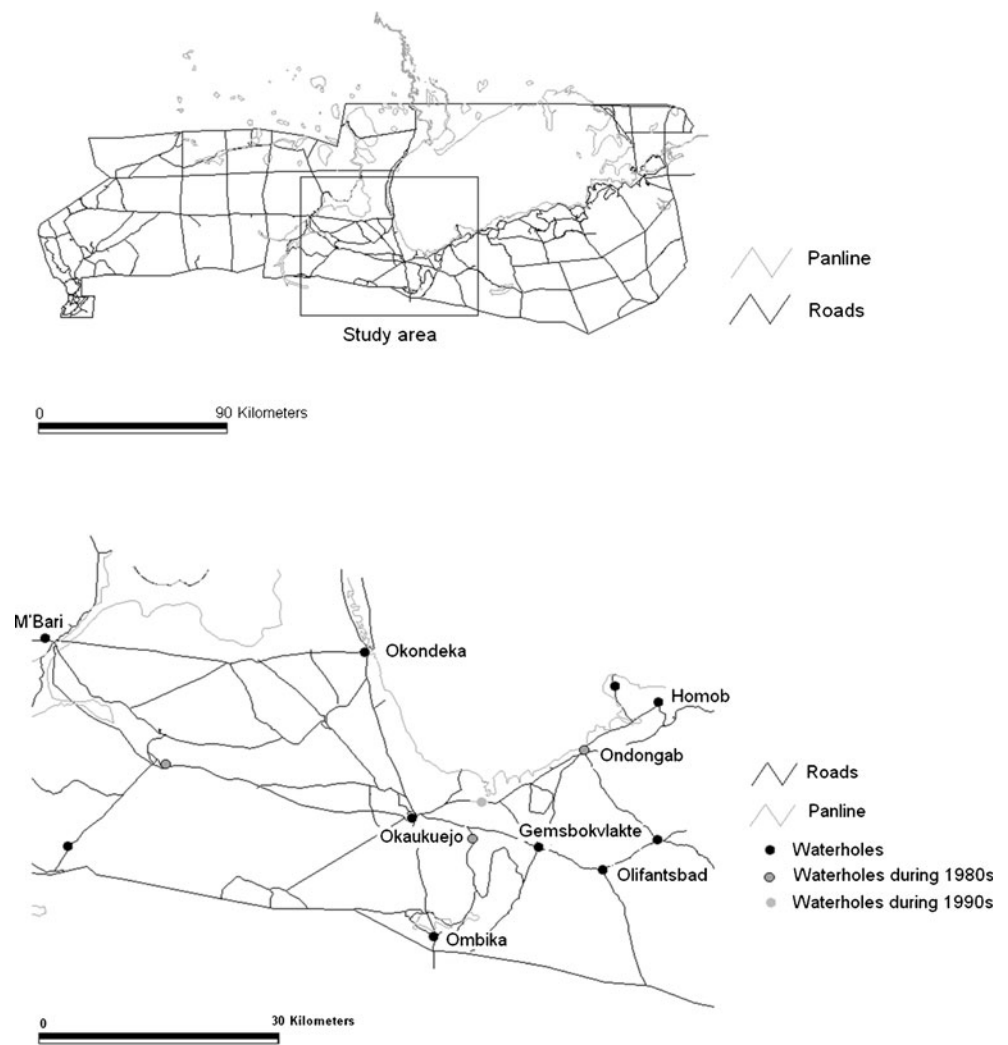 Panline
Roads
Study area
0 90 Kilometers
M'Bari
Okondeka
Homob
Ondongab
Roads
Panline
Okaukuejo
Gemsbokvlakte
Waterholes
Olifantsbad
Waterholes during 1980s
Waterholes during 1990s
Ombika
0 30 Kilometers